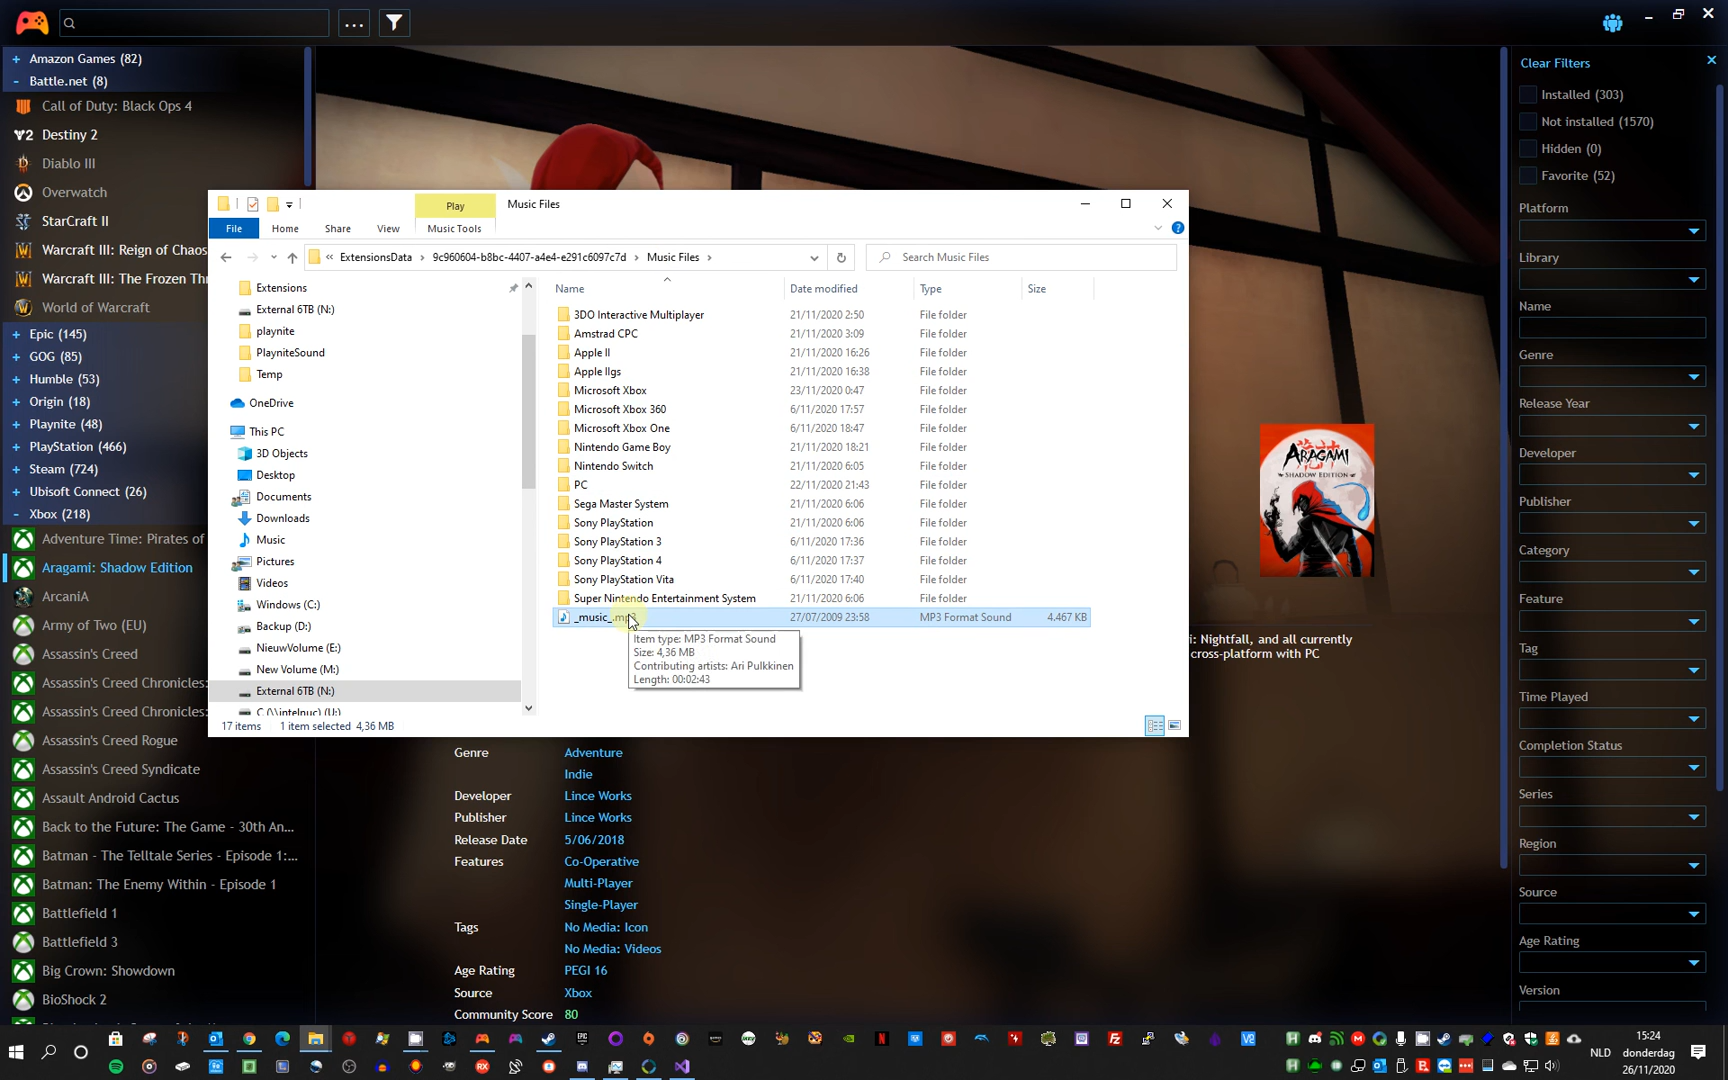 + Amazon Games (82)
- Battle.net (8)
Call of Duty: Black Ops 4
Destiny 2
Diablo III
Overwatch
StarCraft II
Warcraft III: Reign of Chaos
Warcraft III: The Frozen Thr
World of Warcraft
+ Epic (145)
+ GOG (85)
+ Humble (53)
+ Origin (18)
+ Playnite (48)
+ PlayStation (466)
+ Steam (724)
+ Ubisoft Connect (26)
- Xbox (218)
Adventure Time: Pirates of
Aragami: Shadow Edition
ArcaniA
Army of Two (EU)
Assassin's Creed
Assassin's Creed Chronicles:
Assassin's Creed Chronicles:
Assassin's Creed Rogue
Assassin's Creed Syndicate
Assault Android Cactus
Back to the Future: The Game - 30th An...
Batman - The Telltale Series - Episode 1:...
Batman: The Enemy Within - Episode 1
Battlefield 1
Battlefield 3
Big Crown: Showdown
BioShock 2
Play
Music Files
File
Home
Share
View
Music Tools
« ExtensionsData > 9c960604-b8bc-4407-a4e4-e291c6097c7d > Music Files >
Search Music Files
Extensions
External 6TB (N:)
playnite
PlayniteSound
Temp
OneDrive
This PC
3D Objects
Desktop
Documents
Downloads
Music
Pictures
Videos
Windows (C:)
Backup (D:)
NieuwVolume (E:)
New Volume (M:)
External 6TB (N:)
C (\\intelnuc) (U:)
Name Date modified Type Size
3DO Interactive Multiplayer 21/11/2020 2:50 File folder
Amstrad CPC 21/11/2020 3:09 File folder
Apple II 21/11/2020 16:26 File folder
Apple IIgs 21/11/2020 16:38 File folder
Microsoft Xbox 23/11/2020 0:47 File folder
Microsoft Xbox 360 6/11/2020 17:57 File folder
Microsoft Xbox One 6/11/2020 18:47 File folder
Nintendo Game Boy 21/11/2020 18:21 File folder
Nintendo Switch 21/11/2020 6:05 File folder
PC 22/11/2020 21:43 File folder
Sega Master System 21/11/2020 6:06 File folder
Sony PlayStation 21/11/2020 6:06 File folder
Sony PlayStation 3 6/11/2020 17:36 File folder
Sony PlayStation 4 6/11/2020 17:37 File folder
Sony PlayStation Vita 6/11/2020 17:40 File folder
Super Nintendo Entertainment System 21/11/2020 6:06 File folder
_music_.mp3 27/07/2009 23:58 MP3 Format Sound 4.467 KB
Item type: MP3 Format Sound
Size: 4,36 MB
Contributing artists: Ari Pulkkinen
Length: 00:02:43
17 items 1 item selected 4,36 MB
ARAGAMI
SHADOW EDITION
i: Nightfall, and all currently
cross-platform with PC
Genre Adventure
Indie
Developer Lince Works
Publisher Lince Works
Release Date 5/06/2018
Features Co-Operative
Multi-Player
Single-Player
Tags No Media: Icon
No Media: Videos
Age Rating PEGI 16
Source Xbox
Community Score 80
Clear Filters
Installed (303)
Not installed (1570)
Hidden (0)
Favorite (52)
Platform
Library
Name
Genre
Release Year
Developer
Publisher
Category
Feature
Tag
Time Played
Completion Status
Series
Region
Source
Age Rating
Version
NLD
15:24
donderdag
26/11/2020